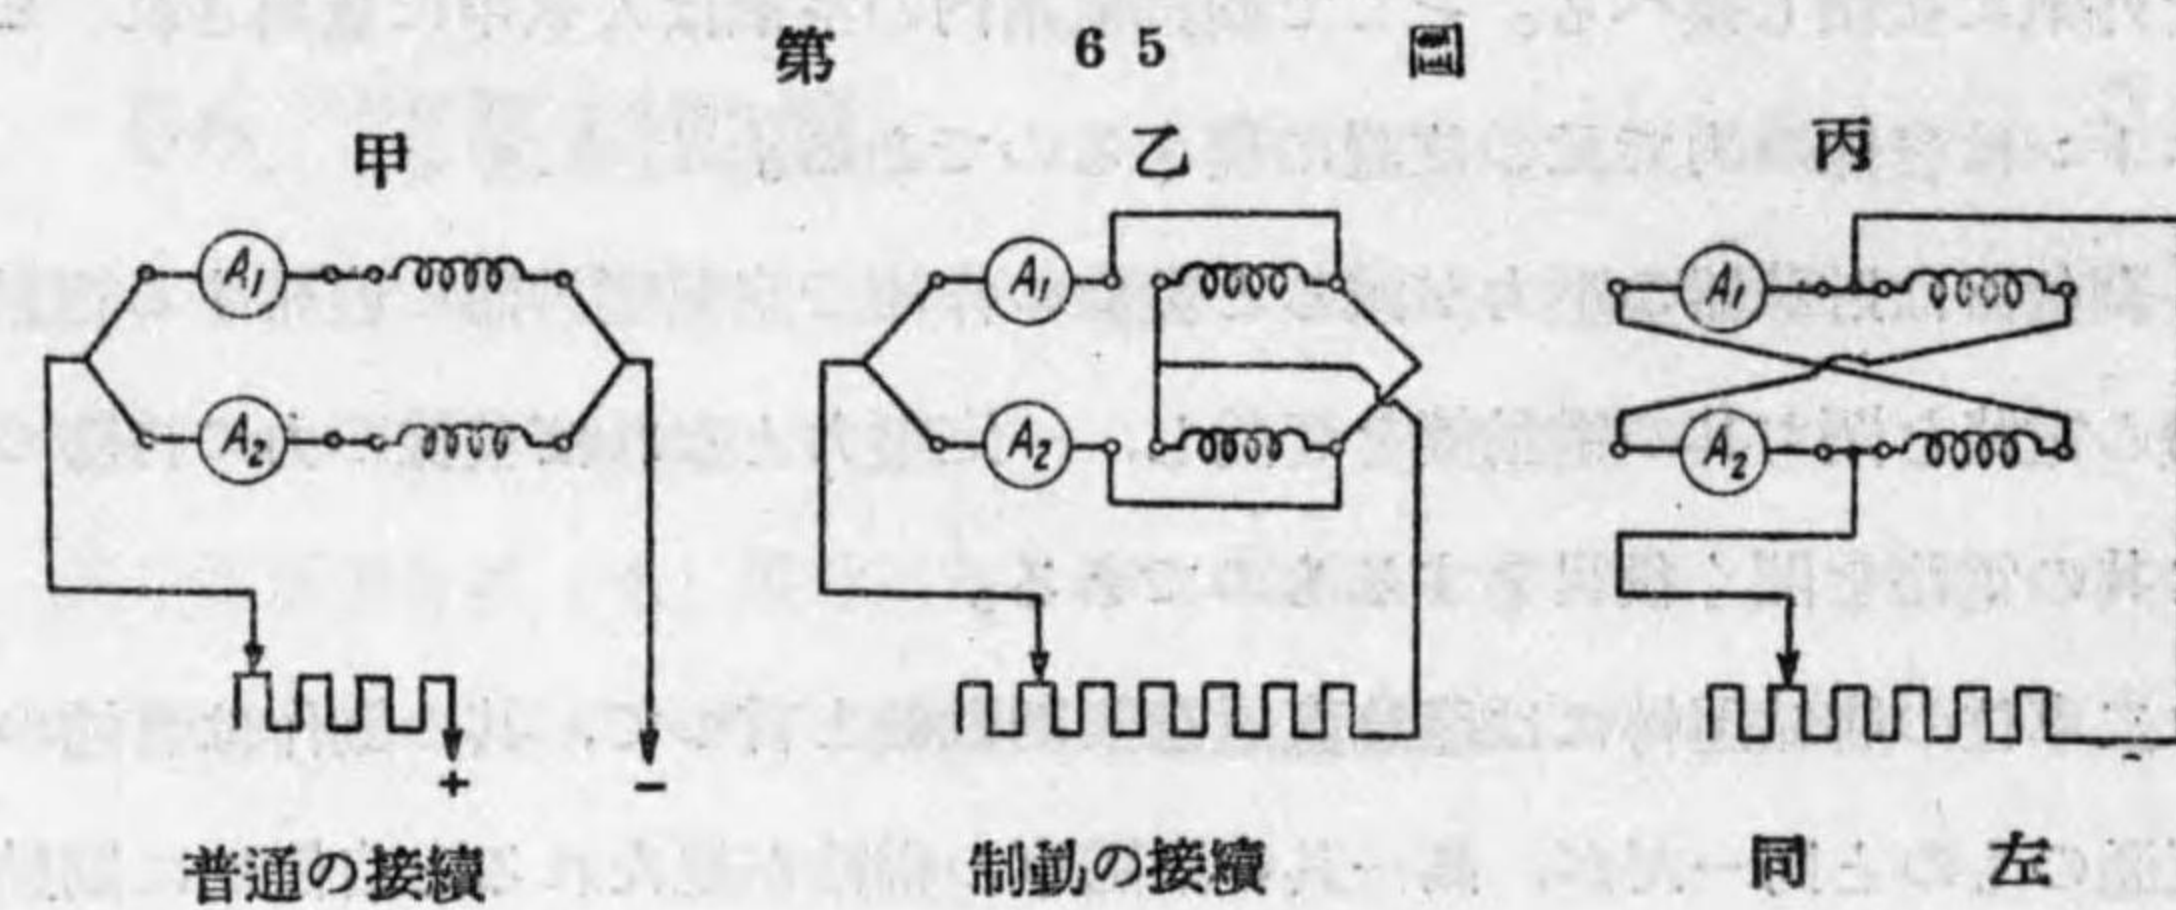 第 65 圖
甲 乙 丙
A1 A1 A1
A2 A2 A2
+ −
普通の接續 制動の接續 同 左